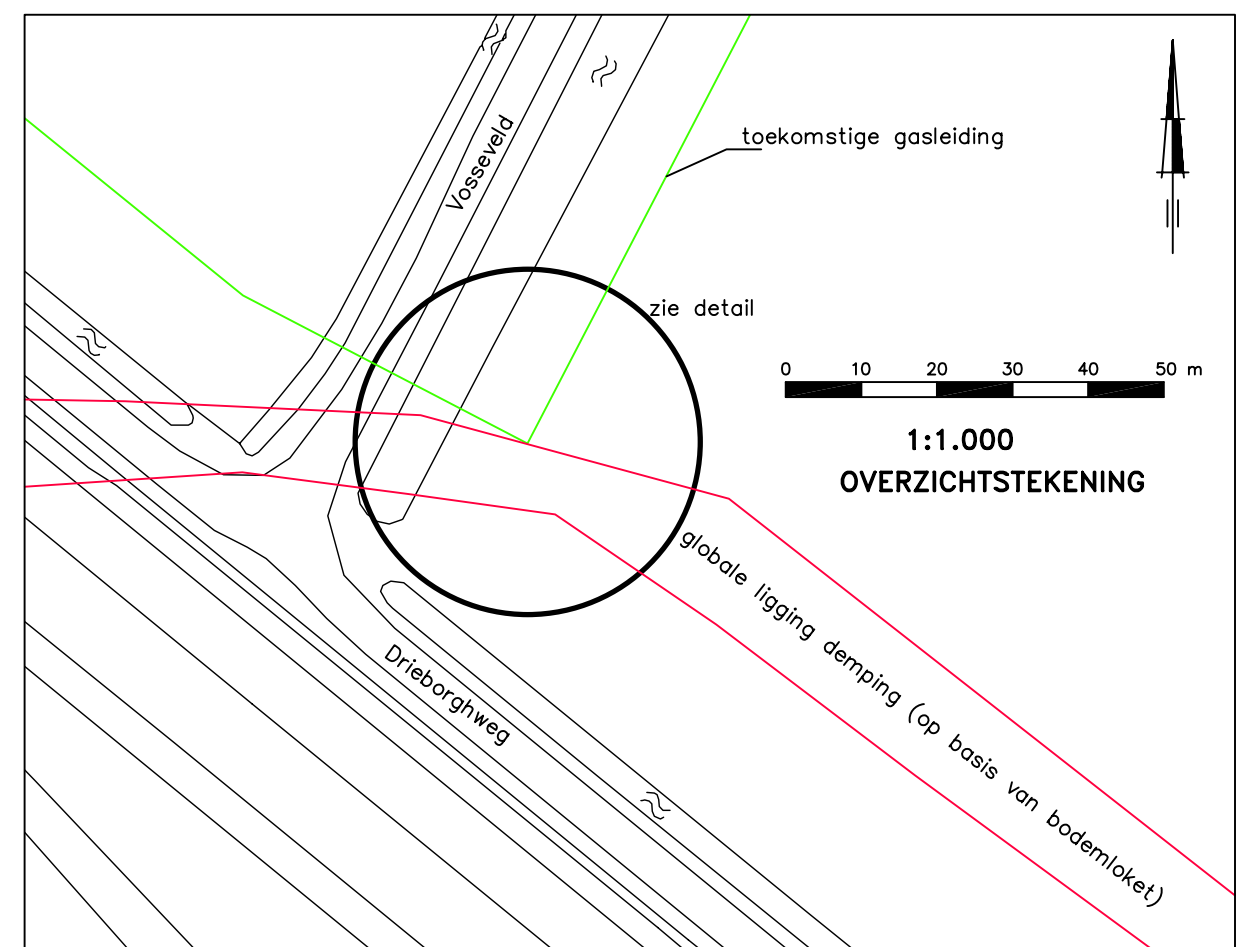 toekomstige gasleiding
Vosseveld
zie detail
0 10 20 30 40 50 m
1:1.000
OVERZICHTSTEKENING
globale ligging demping (op basis van bodemloket)
Drieborghweg